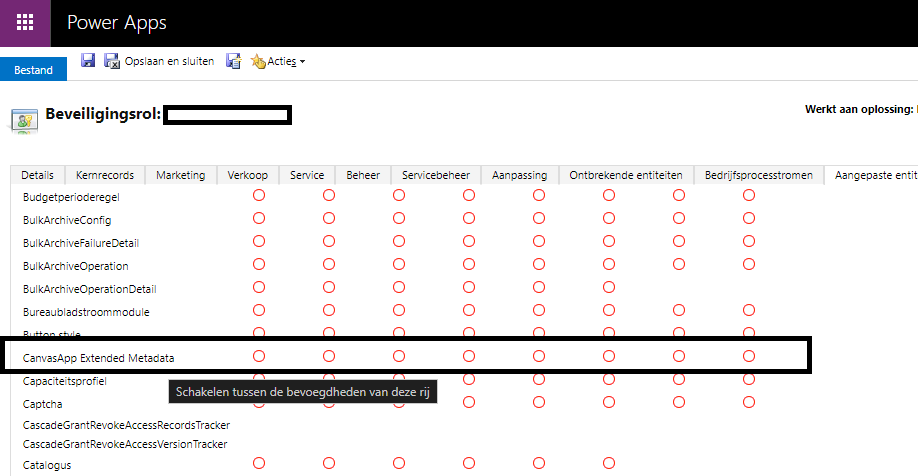 Power Apps
Bestand
Opslaan en sluiten
Acties
Beveiligingsrol:
Werkt aan oplossing:
Details Kernrecords Marketing Verkoop Service Beheer Servicebeheer Aanpassing Ontbrekende entiteiten Bedrijfsprocesstromen Aangepaste entit
Budgetperioderegel
BulkArchiveConfig
BulkArchiveFailureDetail
BulkArchiveOperation
BulkArchiveOperationDetail
Bureaubladstroommodule
Button style
CanvasApp Extended Metadata
Capaciteitsprofiel
Schakelen tussen de bevoegdheden van deze rij
Captcha
CascadeGrantRevokeAccessRecordsTracker
CascadeGrantRevokeAccessVersionTracker
Catalogus